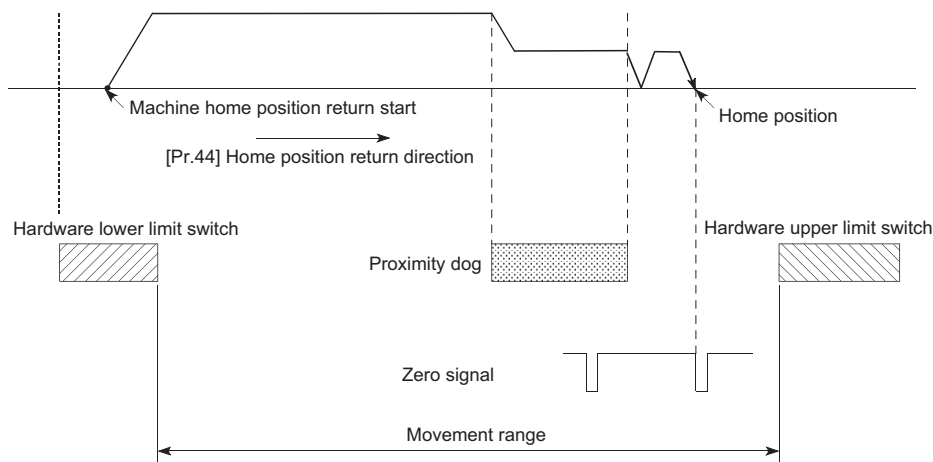 Machine home position return start
Home position
[Pr.44] Home position return direction
Hardware lower limit switch
Hardware upper limit switch
Proximity dog
Zero signal
Movement range